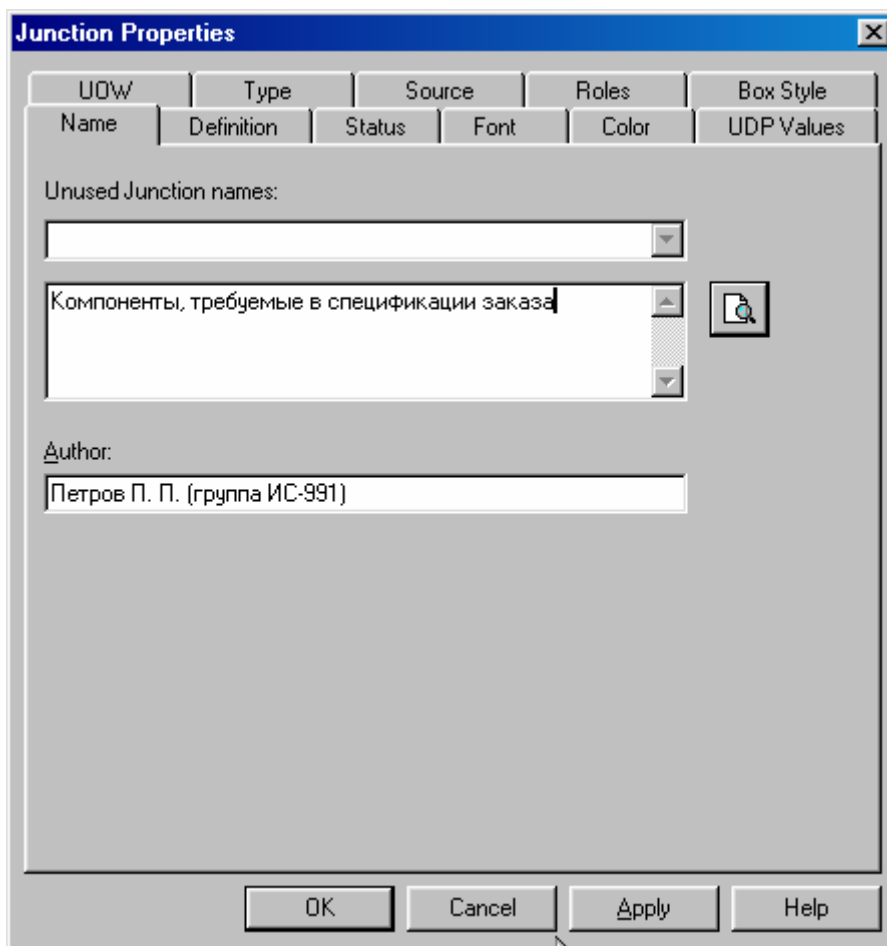 Junction Properties
UOW Type Source Roles Box Style
Name Definition Status Font Color UDP Values
Unused Junction names:
Компоненты, требуемые в спецификации заказа
Author:
Петров П. П. (группа ИС-991)
OK Cancel Apply Help